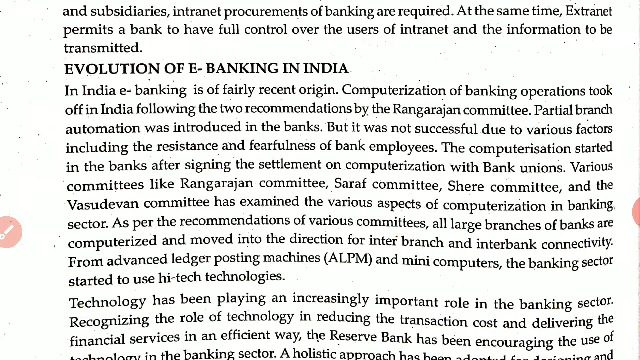 and subsidiaries, intranet procurements of banking are required. At the same time, Extranet
permits a bank to have full control over the users of intranet and the information to be
transmitted.
EVOLUTION OF E- BANKING IN INDIA
In India e- banking is of fairly recent origin. Computerization of banking operations took
off in India following the two recommendations by the Rangarajan committee. Partial branch
automation was introduced in the banks. But it was not successful due to various factors
including the resistance and fearfulness of bank employees. The computerisation started
in the banks after signing the settlement on computerization with Bank unions. Various
committees like Rangarajan committee, Saraf committee, Shere committee, and the
Vasudevan committee has examined the various aspects of computerization in banking
sector. As per the recommendations of various committees, all large branches of banks are
computerized and moved into the direction for inter branch and interbank connectivity.
From advanced ledger posting machines (ALPM) and mini computers, the banking sector
started to use hi-tech technologies.
Technology has been playing an increasingly important role in the banking sector.
Recognizing the role of technology in reducing the transaction cost and delivering the
financial services in an efficient way, the Reserve Bank has been encouraging the use of
technology in the banking sector. A holistic approach has been adopted for designing and